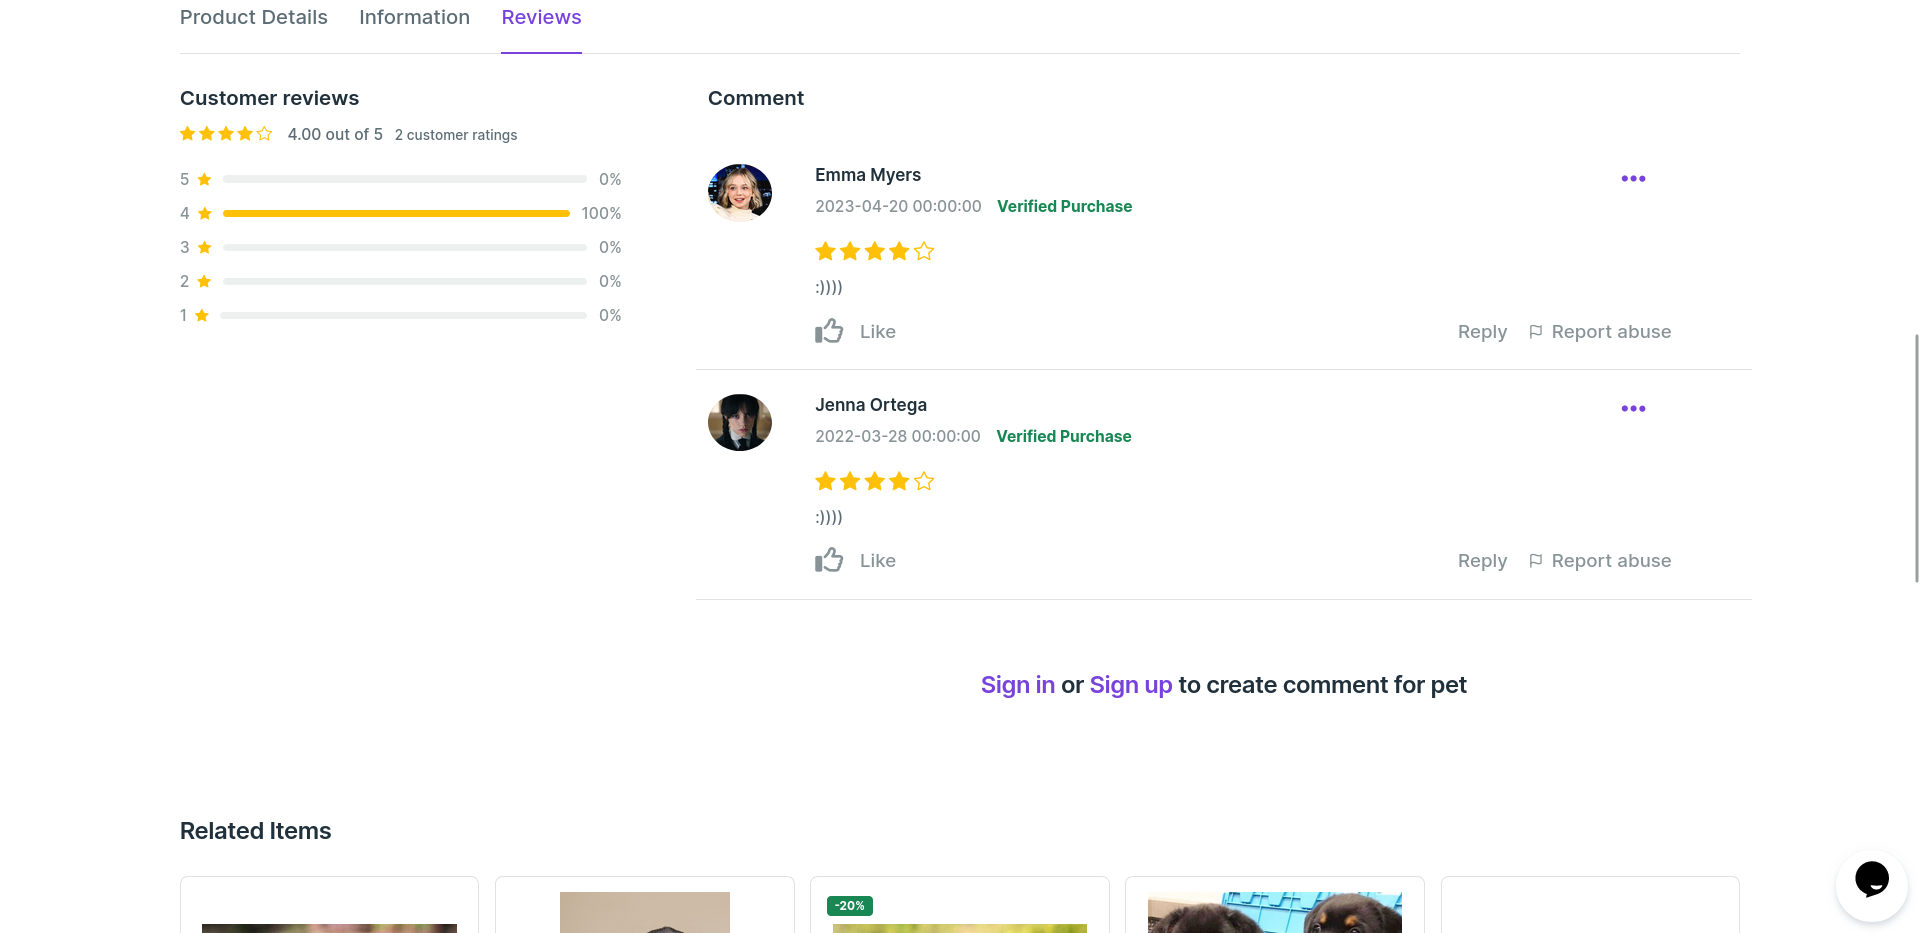 Product Details Information Reviews
Customer reviews
4.00 out of 5 2 customer ratings
5 0%
4 100%
3 0%
2 0%
1 0%
Comment
Emma Myers
2023-04-20 00:00:00 Verified Purchase
:))))
Like Reply Report abuse
Jenna Ortega
2022-03-28 00:00:00 Verified Purchase
:))))
Like Reply Report abuse
Sign in or Sign up to create comment for pet
Related Items
-20%